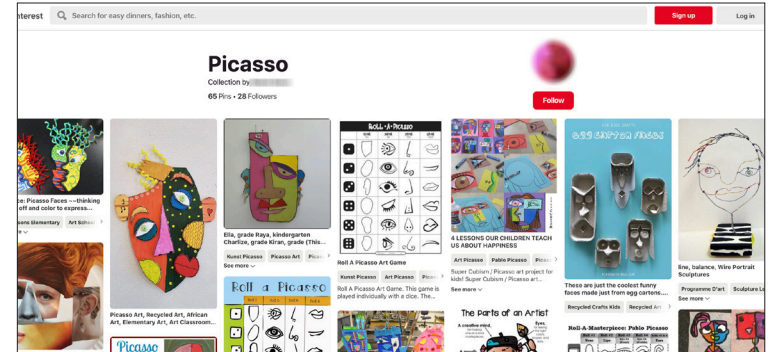 nterest
Search for easy dinners, fashion, etc.
Sign up
Log in
Picasso
Collection by
65 Pins • 28 Followers
Follow
ce: Picasso Faces ~~thinking
off and color to express...
ans Elementary
Art School
Picasso Art, Recycled Art, African
Art, Elementary Art, Art Classroom...
Picasso
Ella, grade Raya, kindergarten
Charlize, grade Kiran, grade (This...
Kunst Picasso
Art Picasso
See more
Roll a Picasso
ROLL-A-PICASSO
Roll A Picasso Art Game
Kunst Picasso
Art Picasso
Roll A Picasso Art Game. This game is
played individually with a dice. The...
4 LESSONS OUR CHILDREN TEACH
US ABOUT HAPPINESS
Art Picasso
Pablo Picasso
Super Cubism / Picasso art project for
kids! Super Cubism / Picasso art...
See more
The parts of an Artist
A creative mind,
Eyes,
EGG CARTON FACES
These are just the coolest funny
faces made just from egg cartons....
Recycled Crafts Kids
Recycled Art
Roll-A-Masterpiece: Pablo Picasso
line, balance, Wire Portrait
Sculptures
Programme D'art
Sculpture
See more